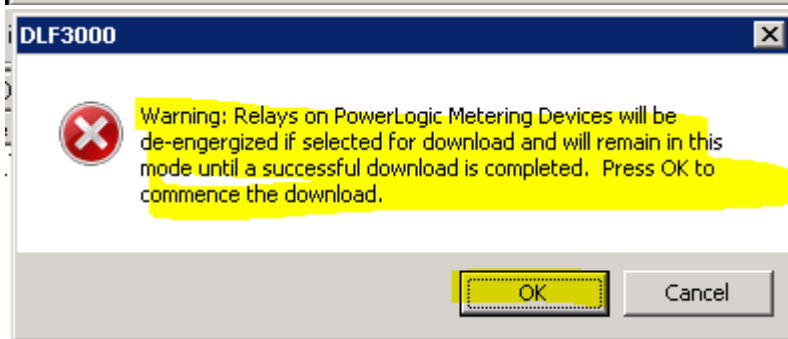 DLF3000
Warning: Relays on PowerLogic Metering Devices will be
de-engergized if selected for download and will remain in this
mode until a successful download is completed. Press OK to
commence the download.
OK
Cancel